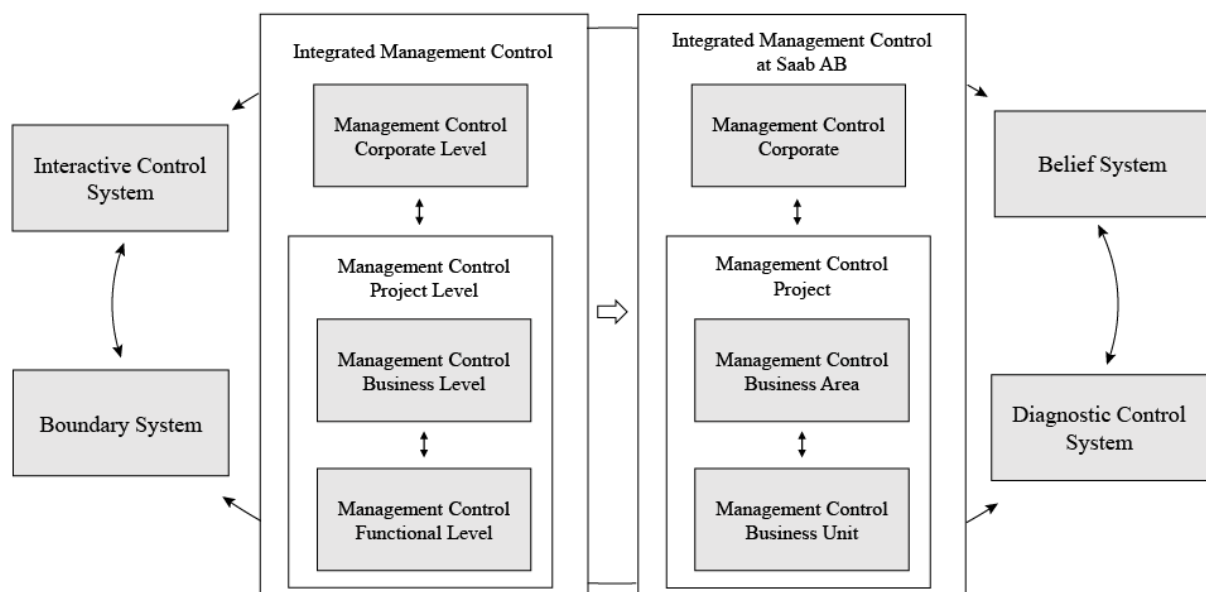 Integrated Management Control
Management Control
Corporate Level
Management Control
Project Level
Management Control
Business Level
Management Control
Functional Level
Integrated Management Control
at Saab AB
Management Control
Corporate
Management Control
Project
Management Control
Business Area
Management Control
Business Unit
Interactive Control
System
Boundary System
Belief System
Diagnostic Control
System